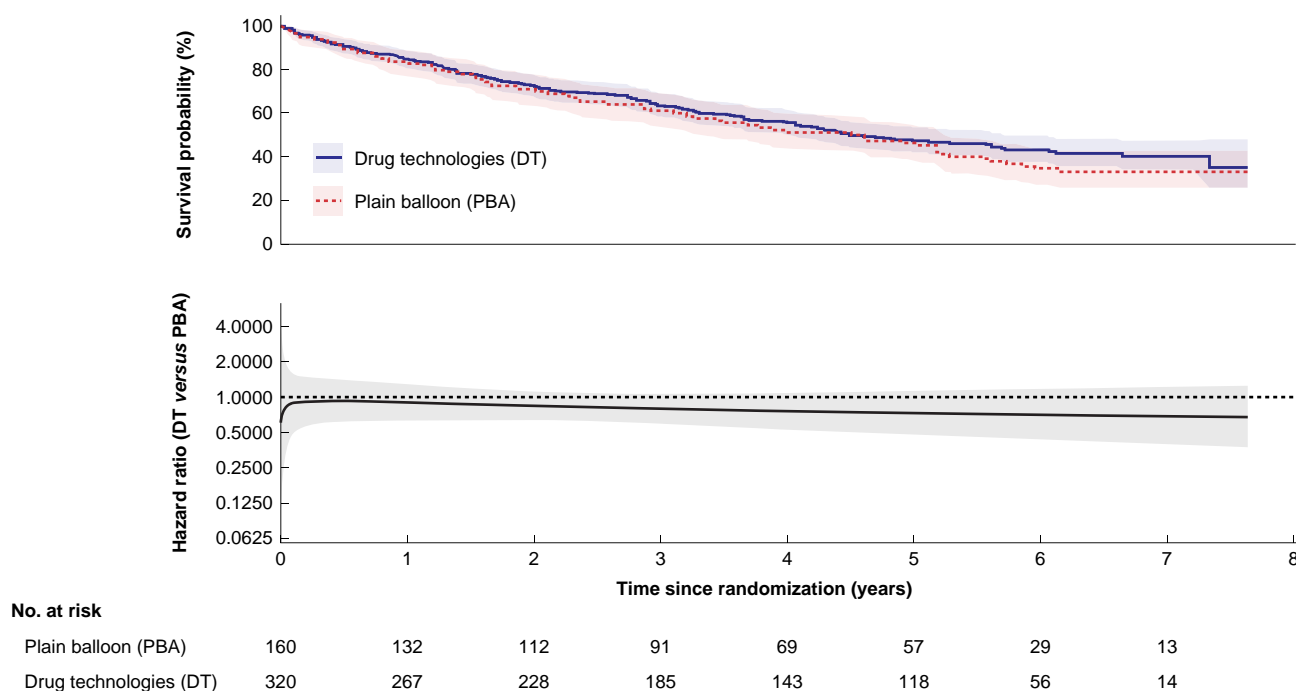 100
80
60
40
20
0
Survival probability (%)
Drug technologies (DT)
Plain balloon (PBA)
4.0000
2.0000
1.0000
0.5000
0.2500
0.1250
0.0625
Hazard ratio (DT versus PBA)
0 1 2 3 4 5 6 7 8
Time since randomization (years)
No. at risk
Plain balloon (PBA) 160 132 112 91 69 57 29 13
Drug technologies (DT) 320 267 228 185 143 118 56 14